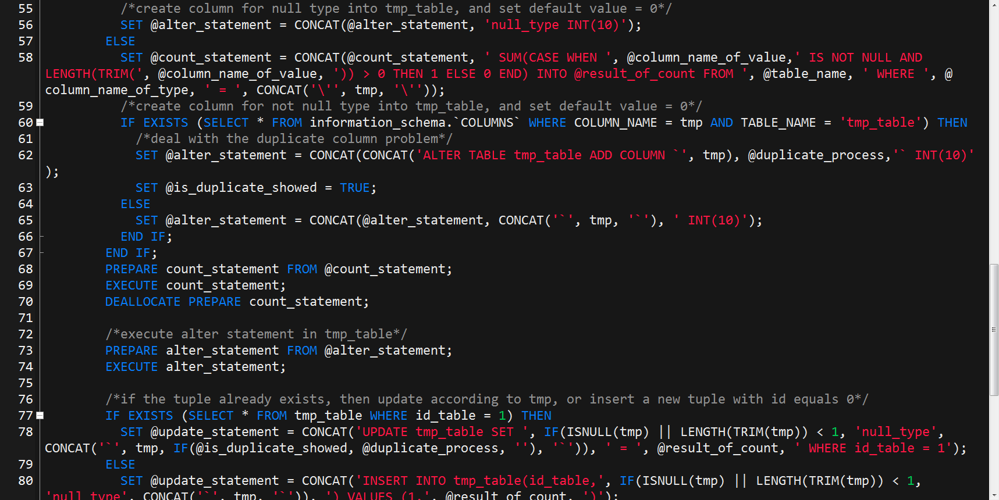 55 /*create column for null type into tmp_table, and set default value = 0*/
56 SET @alter_statement = CONCAT(@alter_statement, 'null_type INT(10)');
57 ELSE
58 SET @count_statement = CONCAT(@count_statement, ' SUM(CASE WHEN ', @column_name_of_value,' IS NOT NULL AND
LENGTH(TRIM(', @column_name_of_value, ')) > 0 THEN 1 ELSE 0 END) INTO @result_of_count FROM ', @table_name, ' WHERE ', @
column_name_of_type, ' = ', CONCAT('\'', tmp, '\''));
59 /*create column for not null type into tmp_table, and set default value = 0*/
60 IF EXISTS (SELECT * FROM information_schema.`COLUMNS` WHERE COLUMN_NAME = tmp AND TABLE_NAME = 'tmp_table') THEN
61 /*deal with the duplicate column problem*/
62 SET @alter_statement = CONCAT(CONCAT('ALTER TABLE tmp_table ADD COLUMN `', tmp), @duplicate_process,'` INT(10)'
);
63 SET @is_duplicate_showed = TRUE;
64 ELSE
65 SET @alter_statement = CONCAT(@alter_statement, CONCAT('`', tmp, '`'), ' INT(10)');
66 END IF;
67 END IF;
68 PREPARE count_statement FROM @count_statement;
69 EXECUTE count_statement;
70 DEALLOCATE PREPARE count_statement;
71
72 /*execute alter statement in tmp_table*/
73 PREPARE alter_statement FROM @alter_statement;
74 EXECUTE alter_statement;
75
76 /*if the tuple already exists, then update according to tmp, or insert a new tuple with id equals 0*/
77 IF EXISTS (SELECT * FROM tmp_table WHERE id_table = 1) THEN
78 SET @update_statement = CONCAT('UPDATE tmp_table SET ', IF(ISNULL(tmp) || LENGTH(TRIM(tmp)) < 1, 'null_type',
CONCAT('`', tmp, IF(@is_duplicate_showed, @duplicate_process, ''), '`')), ' = ', @result_of_count, ' WHERE id_table = 1');
79 ELSE
80 SET @update_statement = CONCAT('INSERT INTO tmp_table(id_table,', IF(ISNULL(tmp) || LENGTH(TRIM(tmp)) < 1,
'null_type', CONCAT('`', tmp, '`')), ') VALUES (1,', @result_of_count, ')');